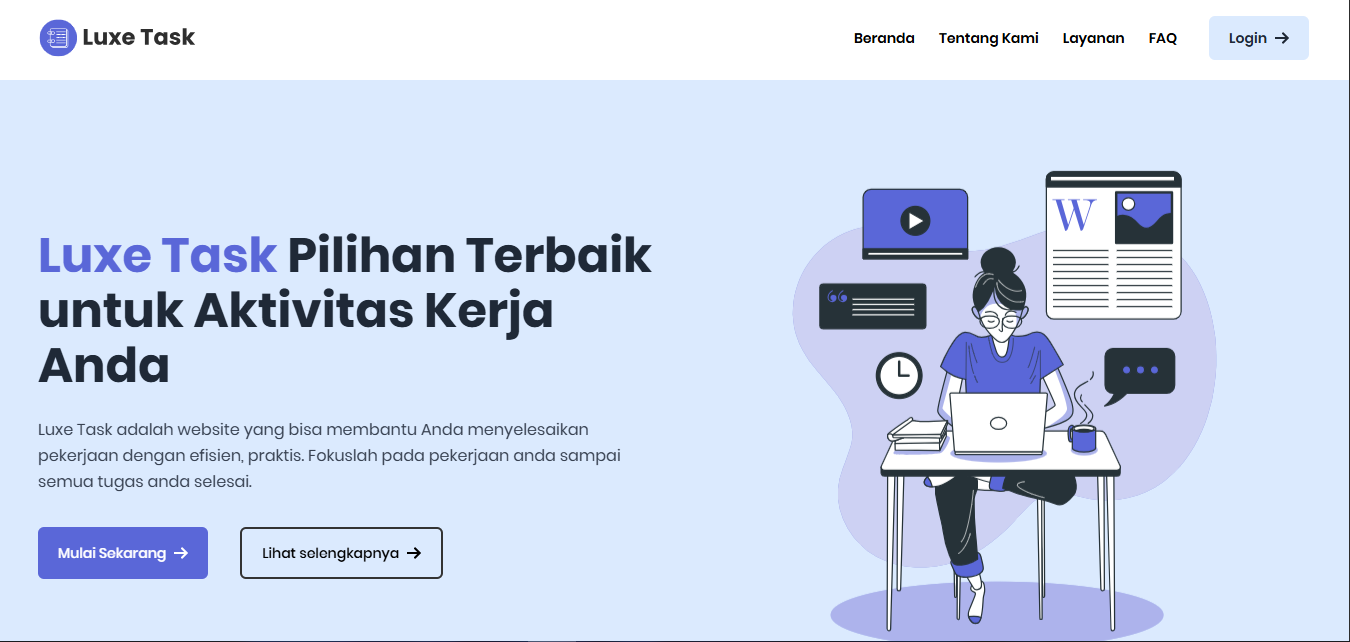 Luxe Task
Beranda
Tentang Kami
Layanan
FAQ
Login
Luxe Task Pilihan Terbaik
untuk Aktivitas Kerja
Anda
W
Luxe Task adalah website yang bisa membantu Anda menyelesaikan
pekerjaan dengan efisien, praktis. Fokuslah pada pekerjaan anda sampai
semua tugas anda selesai.
Mulai Sekarang
Lihat selengkapnya